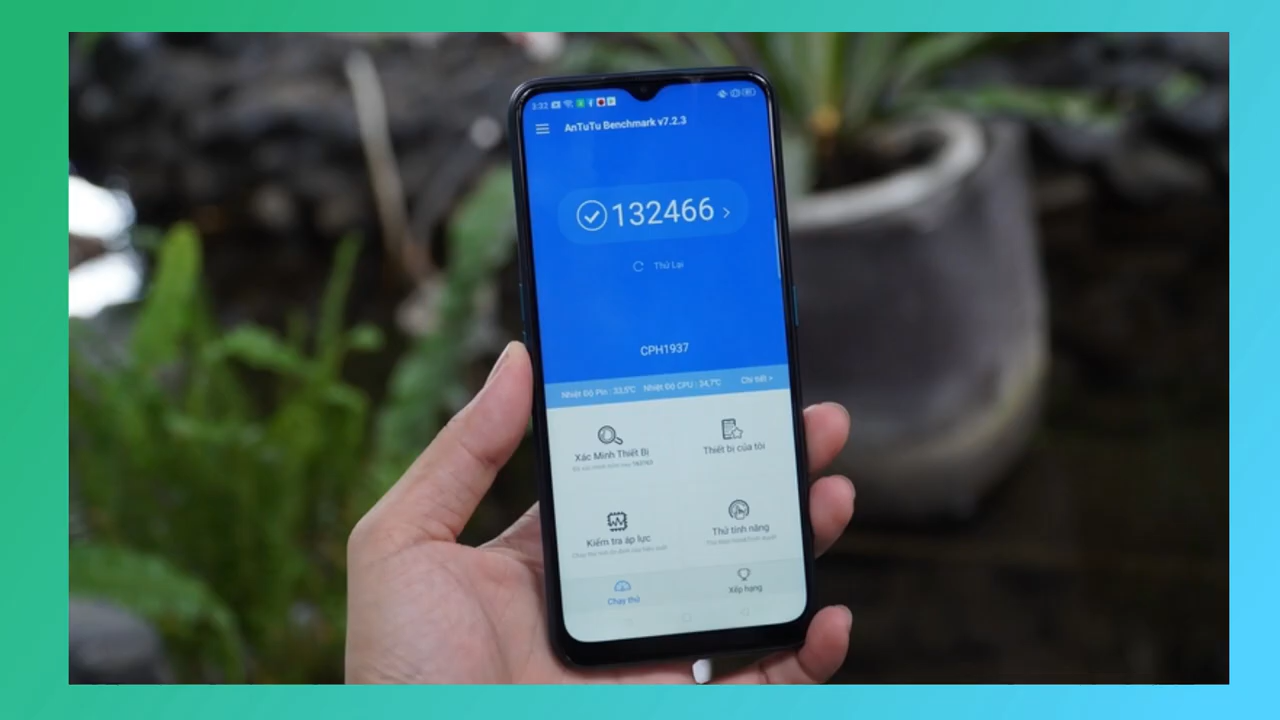 3:32
AnTuTu Benchmark v7.2.3
132466
Thử Lại
CPH1937
Nhiệt Độ Pin : 33,5℃ Nhiệt Độ CPU : 34,7℃ Chi tiết >
Xác Minh Thiết Bị
Thiết bị của tôi
Kiểm tra áp lực
Thử tính năng
Chạy thử
Xếp hạng